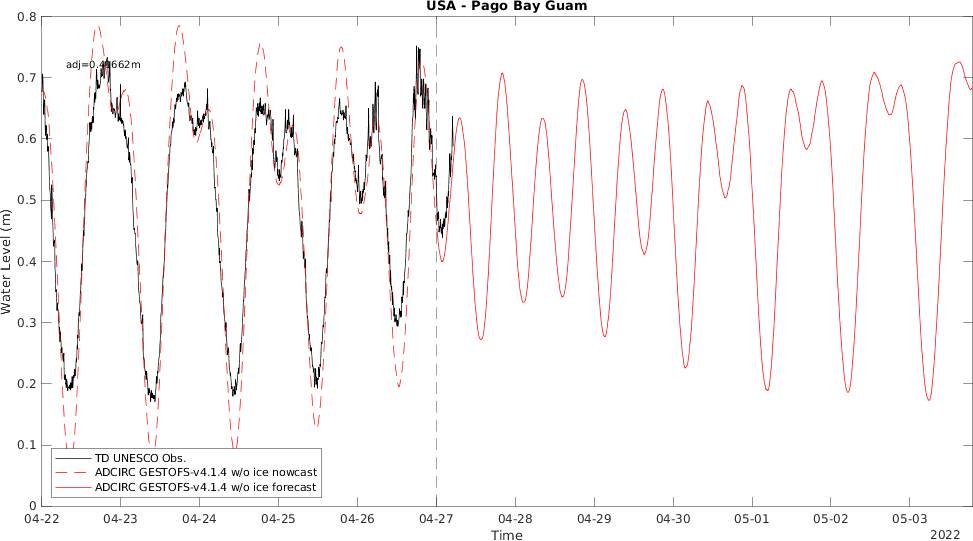 USA - Pago Bay Guam
0.8
0.7
0.6
0.5
0.4
0.3
0.2
0.1
0
Water Level (m)
TD UNESCO Obs.
ADCIRC GESTOFS-v4.1.4 w/o ice nowcast
ADCIRC GESTOFS-v4.1.4 w/o ice forecast
04-22 04-23 04-24 04-25 04-26 04-27 04-28 04-29 04-30 05-01 05-02 05-03
Time
2022